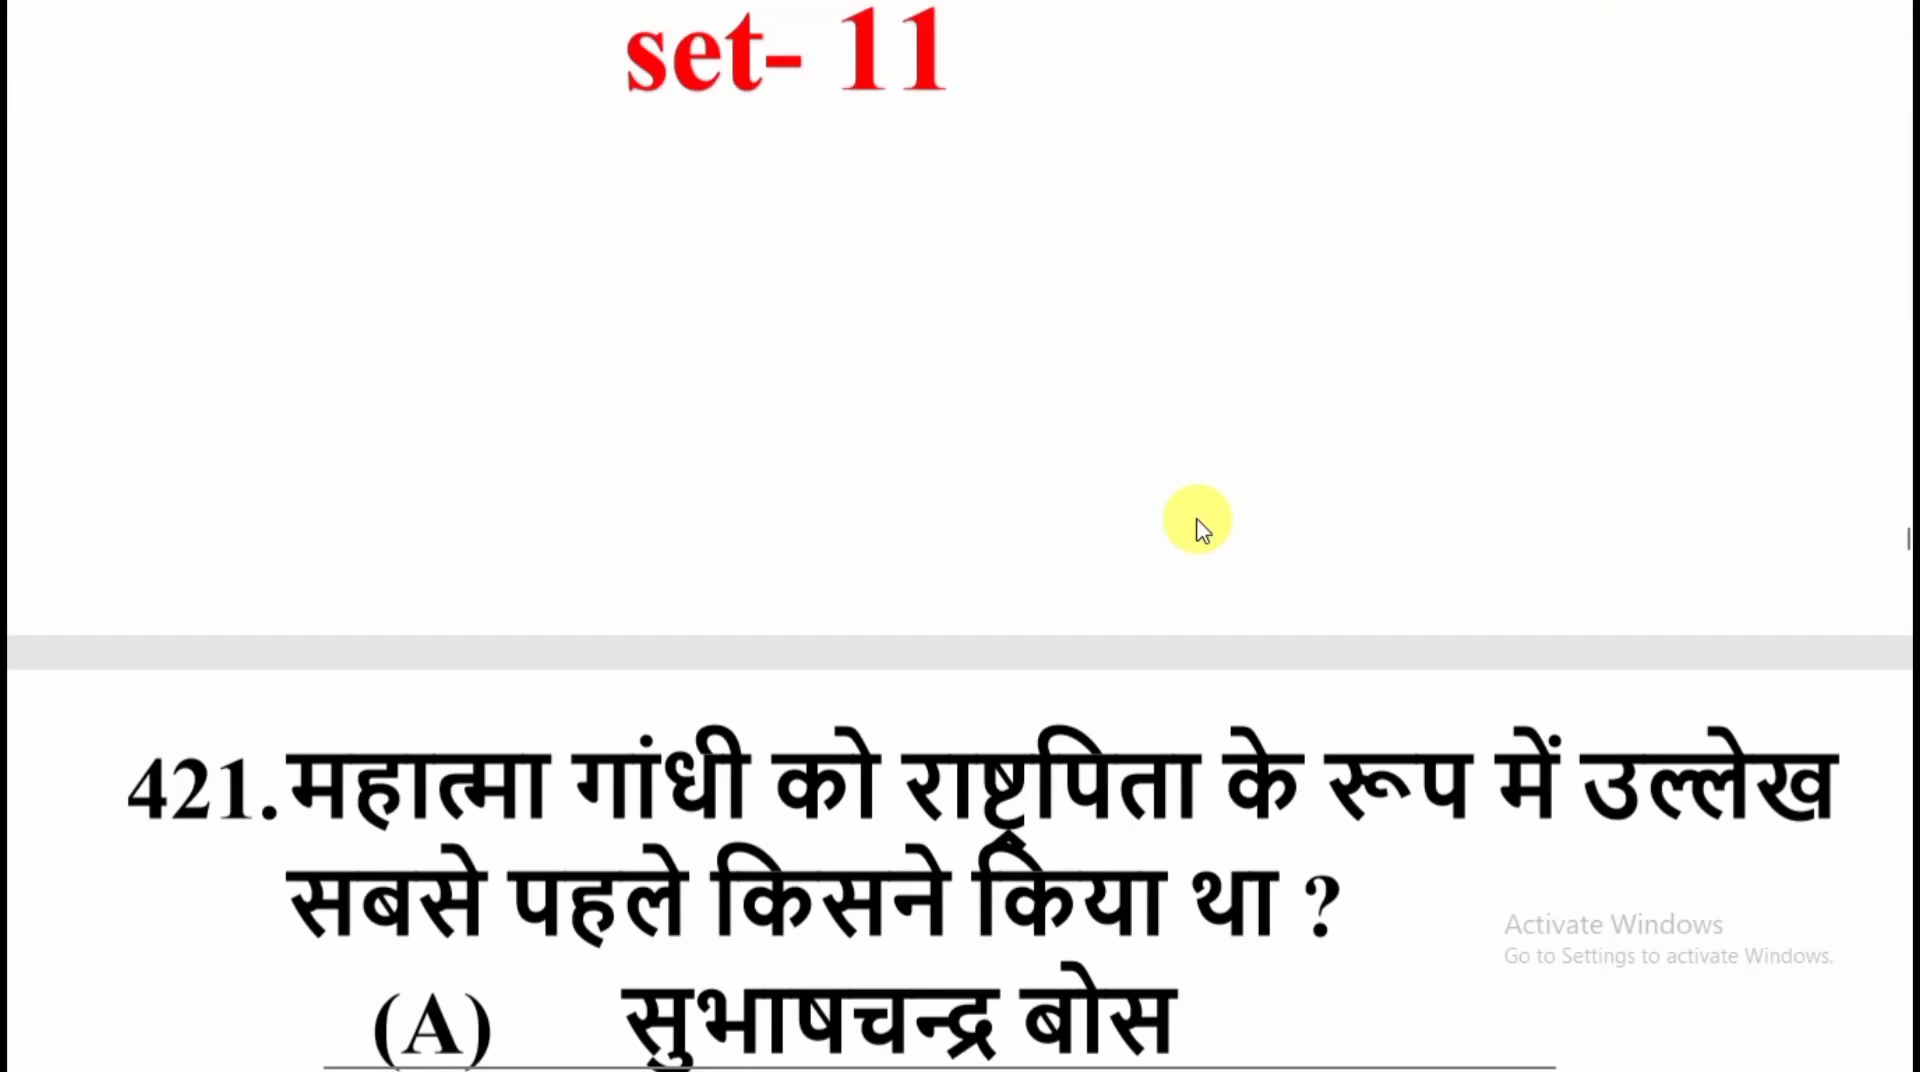 set- 11
421.महात्मा गांधी को राष्ट्रपिता के रूप में उल्लेख
सबसे पहले किसने किया था ?
Activate Windows
Go to Settings to activate Windows.
(A) सुभाषचन्द्र बोस